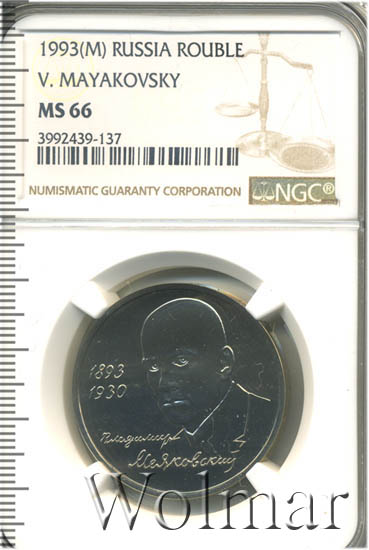 1993(M) RUSSIA ROUBLE
V. MAYAKOVSKY
MS 66
3992439-137
NUMISMATIC GUARANTY CORPORATION
NGC®
1893
1930
Владимир
Маяковский
Wolmar